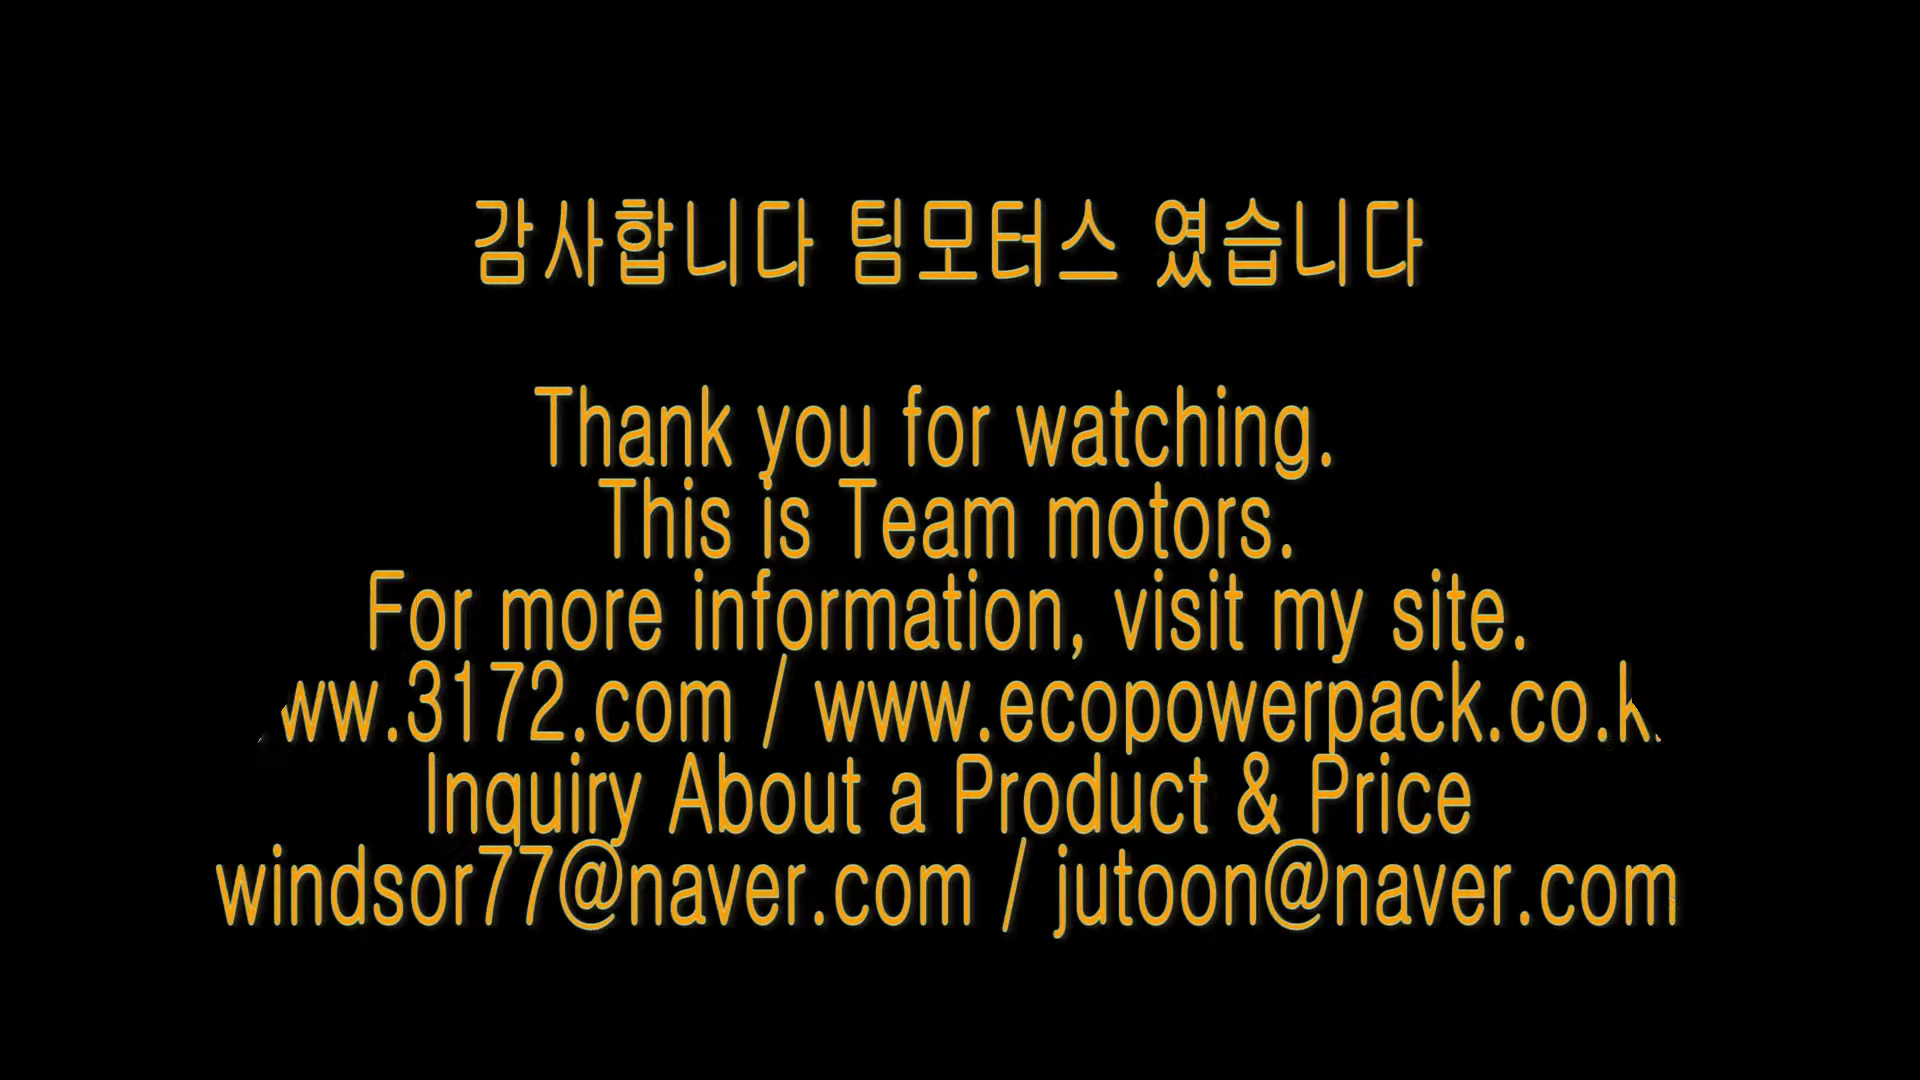 감사합니다 팀모터스 였습니다
Thank you for watching.
This is Team motors.
For more information, visit my site.
ww.3172.com / www.ecopowerpack.co.k
Inquiry About a Product & Price
windsor77@naver.com / jutoon@naver.com